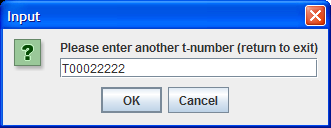 Input
Please enter another t-number (return to exit)
T00022222
OK Cancel